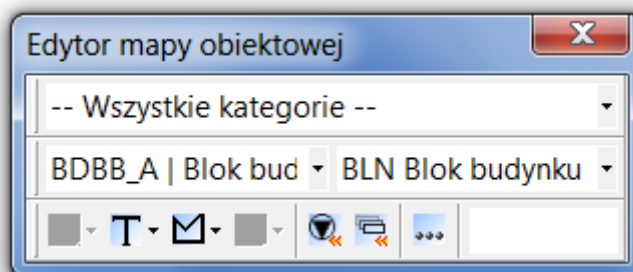 Edytor mapy obiektowej
-- Wszystkie kategorie --
BDBB_A | Blok bud BLN Blok budynku
T